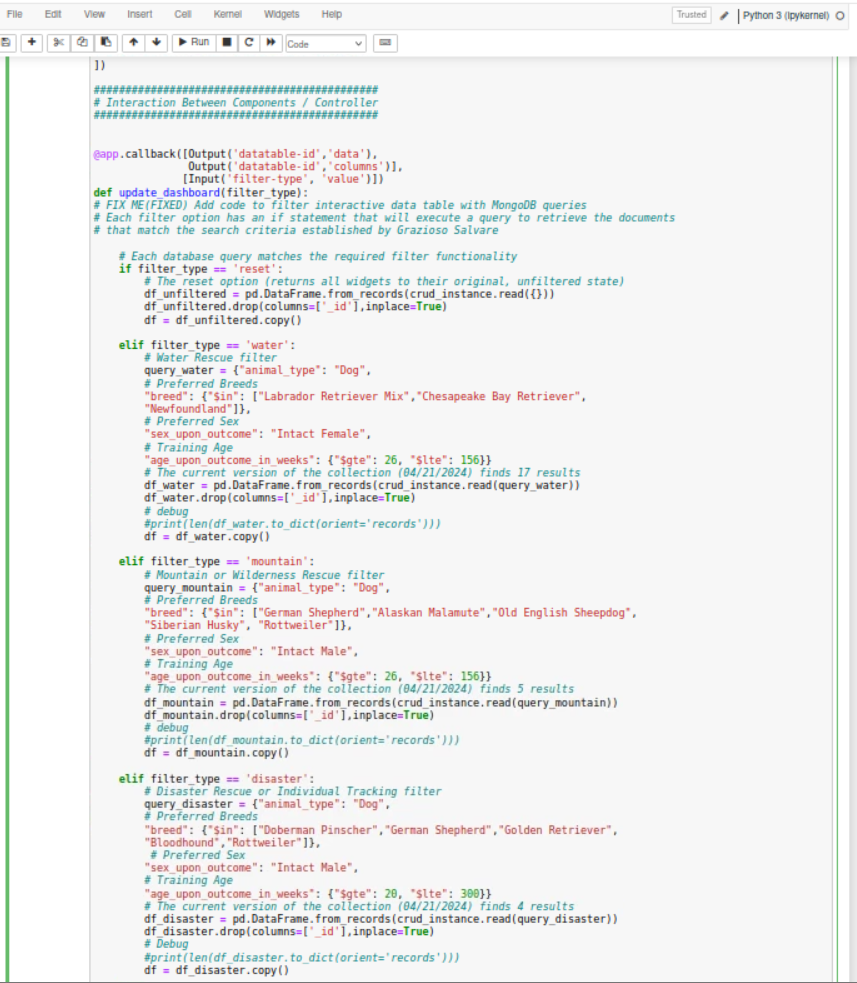 File Edit View Insert Cell Kernel Widgets Help Trusted Python 3 (ipykernel)
Run Code
])
#############################################
# Interaction Between Components / Controller
#############################################
@app.callback([Output('datatable-id','data'),
Output('datatable-id','columns')],
[Input('filter-type', 'value')])
def update_dashboard(filter_type):
# FIX ME(FIXED) Add code to filter interactive data table with MongoDB queries
# Each filter option has an if statement that will execute a query to retrieve the documents
# that match the search criteria established by Grazioso Salvare
# Each database query matches the required filter functionality
if filter_type == 'reset':
# The reset option (returns all widgets to their original, unfiltered state)
df_unfiltered = pd.DataFrame.from_records(crud_instance.read({}))
df_unfiltered.drop(columns=['_id'],inplace=True)
df = df_unfiltered.copy()
elif filter_type == 'water':
# Water Rescue filter
query_water = {"animal_type": "Dog",
# Preferred Breeds
"breed": {"$in": ["Labrador Retriever Mix","Chesapeake Bay Retriever",
"Newfoundland"]},
# Preferred Sex
"sex_upon_outcome": "Intact Female",
# Training Age
"age_upon_outcome_in_weeks": {"$gte": 26, "$lte": 156}}
# The current version of the collection (04/21/2024) finds 17 results
df_water = pd.DataFrame.from_records(crud_instance.read(query_water))
df_water.drop(columns=['_id'],inplace=True)
# debug
#print(len(df_water.to_dict(orient='records')))
df = df_water.copy()
elif filter_type == 'mountain':
# Mountain or Wilderness Rescue filter
query_mountain = {"animal_type": "Dog",
# Preferred Breeds
"breed": {"$in": ["German Shepherd","Alaskan Malamute","Old English Sheepdog",
"Siberian Husky", "Rottweiler"]},
# Preferred Sex
"sex_upon_outcome": "Intact Male",
# Training Age
"age_upon_outcome_in_weeks": {"$gte": 26, "$lte": 156}}
# The current version of the collection (04/21/2024) finds 5 results
df_mountain = pd.DataFrame.from_records(crud_instance.read(query_mountain))
df_mountain.drop(columns=['_id'],inplace=True)
# debug
#print(len(df_mountain.to_dict(orient='records')))
df = df_mountain.copy()
elif filter_type == 'disaster':
# Disaster Rescue or Individual Tracking filter
query_disaster = {"animal_type": "Dog",
# Preferred Breeds
"breed": {"$in": ["Doberman Pinscher","German Shepherd","Golden Retriever",
"Bloodhound","Rottweiler"]},
# Preferred Sex
"sex_upon_outcome": "Intact Male",
# Training Age
"age_upon_outcome_in_weeks": {"$gte": 20, "$lte": 300}}
# The current version of the collection (04/21/2024) finds 4 results
df_disaster = pd.DataFrame.from_records(crud_instance.read(query_disaster))
df_disaster.drop(columns=['_id'],inplace=True)
# Debug
#print(len(df_disaster.to_dict(orient='records')))
df = df_disaster.copy()